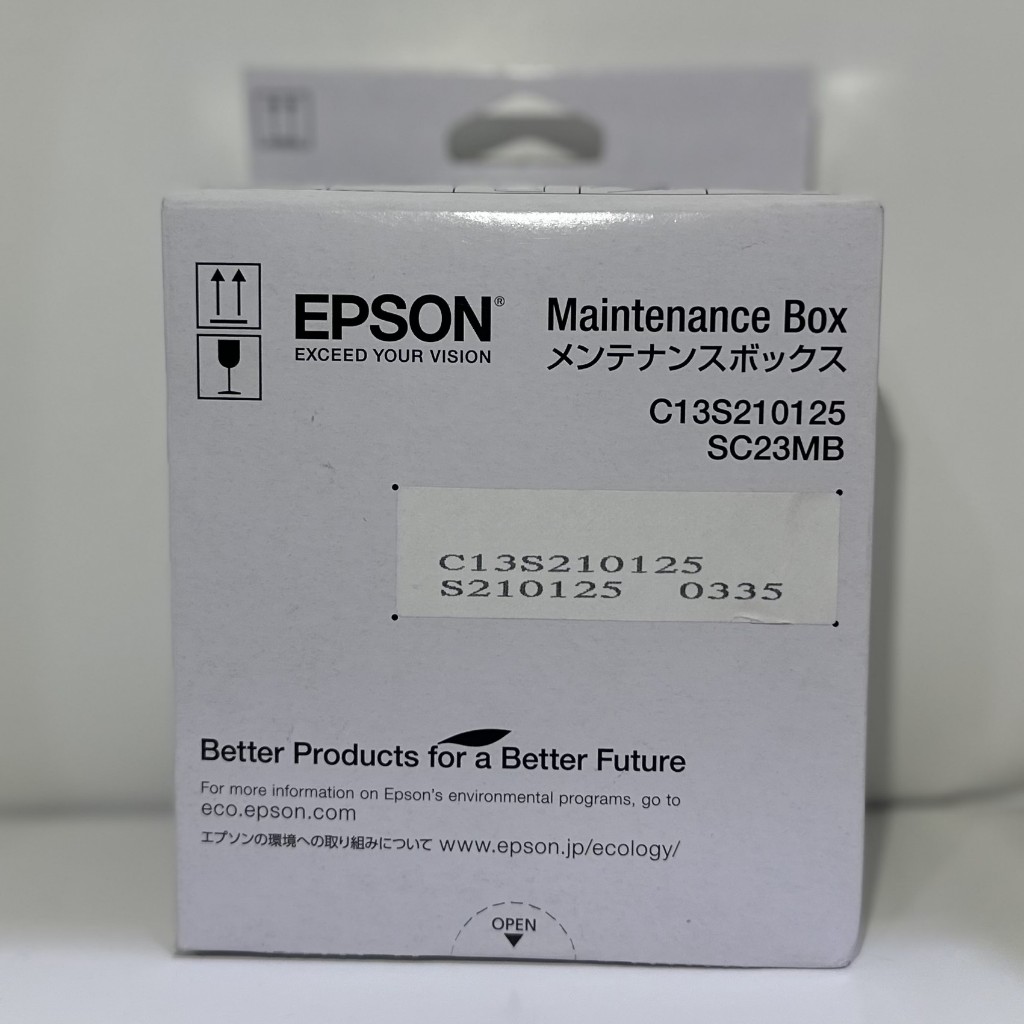 EPSON®
EXCEED YOUR VISION
Maintenance Box
メンテナンスボックス
C13S210125
SC23MB
C13S210125
S210125 0335
Better Products for a Better Future
For more information on Epson's environmental programs, go to
eco.epson.com
エプソンの環境への取り組みについて www.epson.jp/ecology/
OPEN